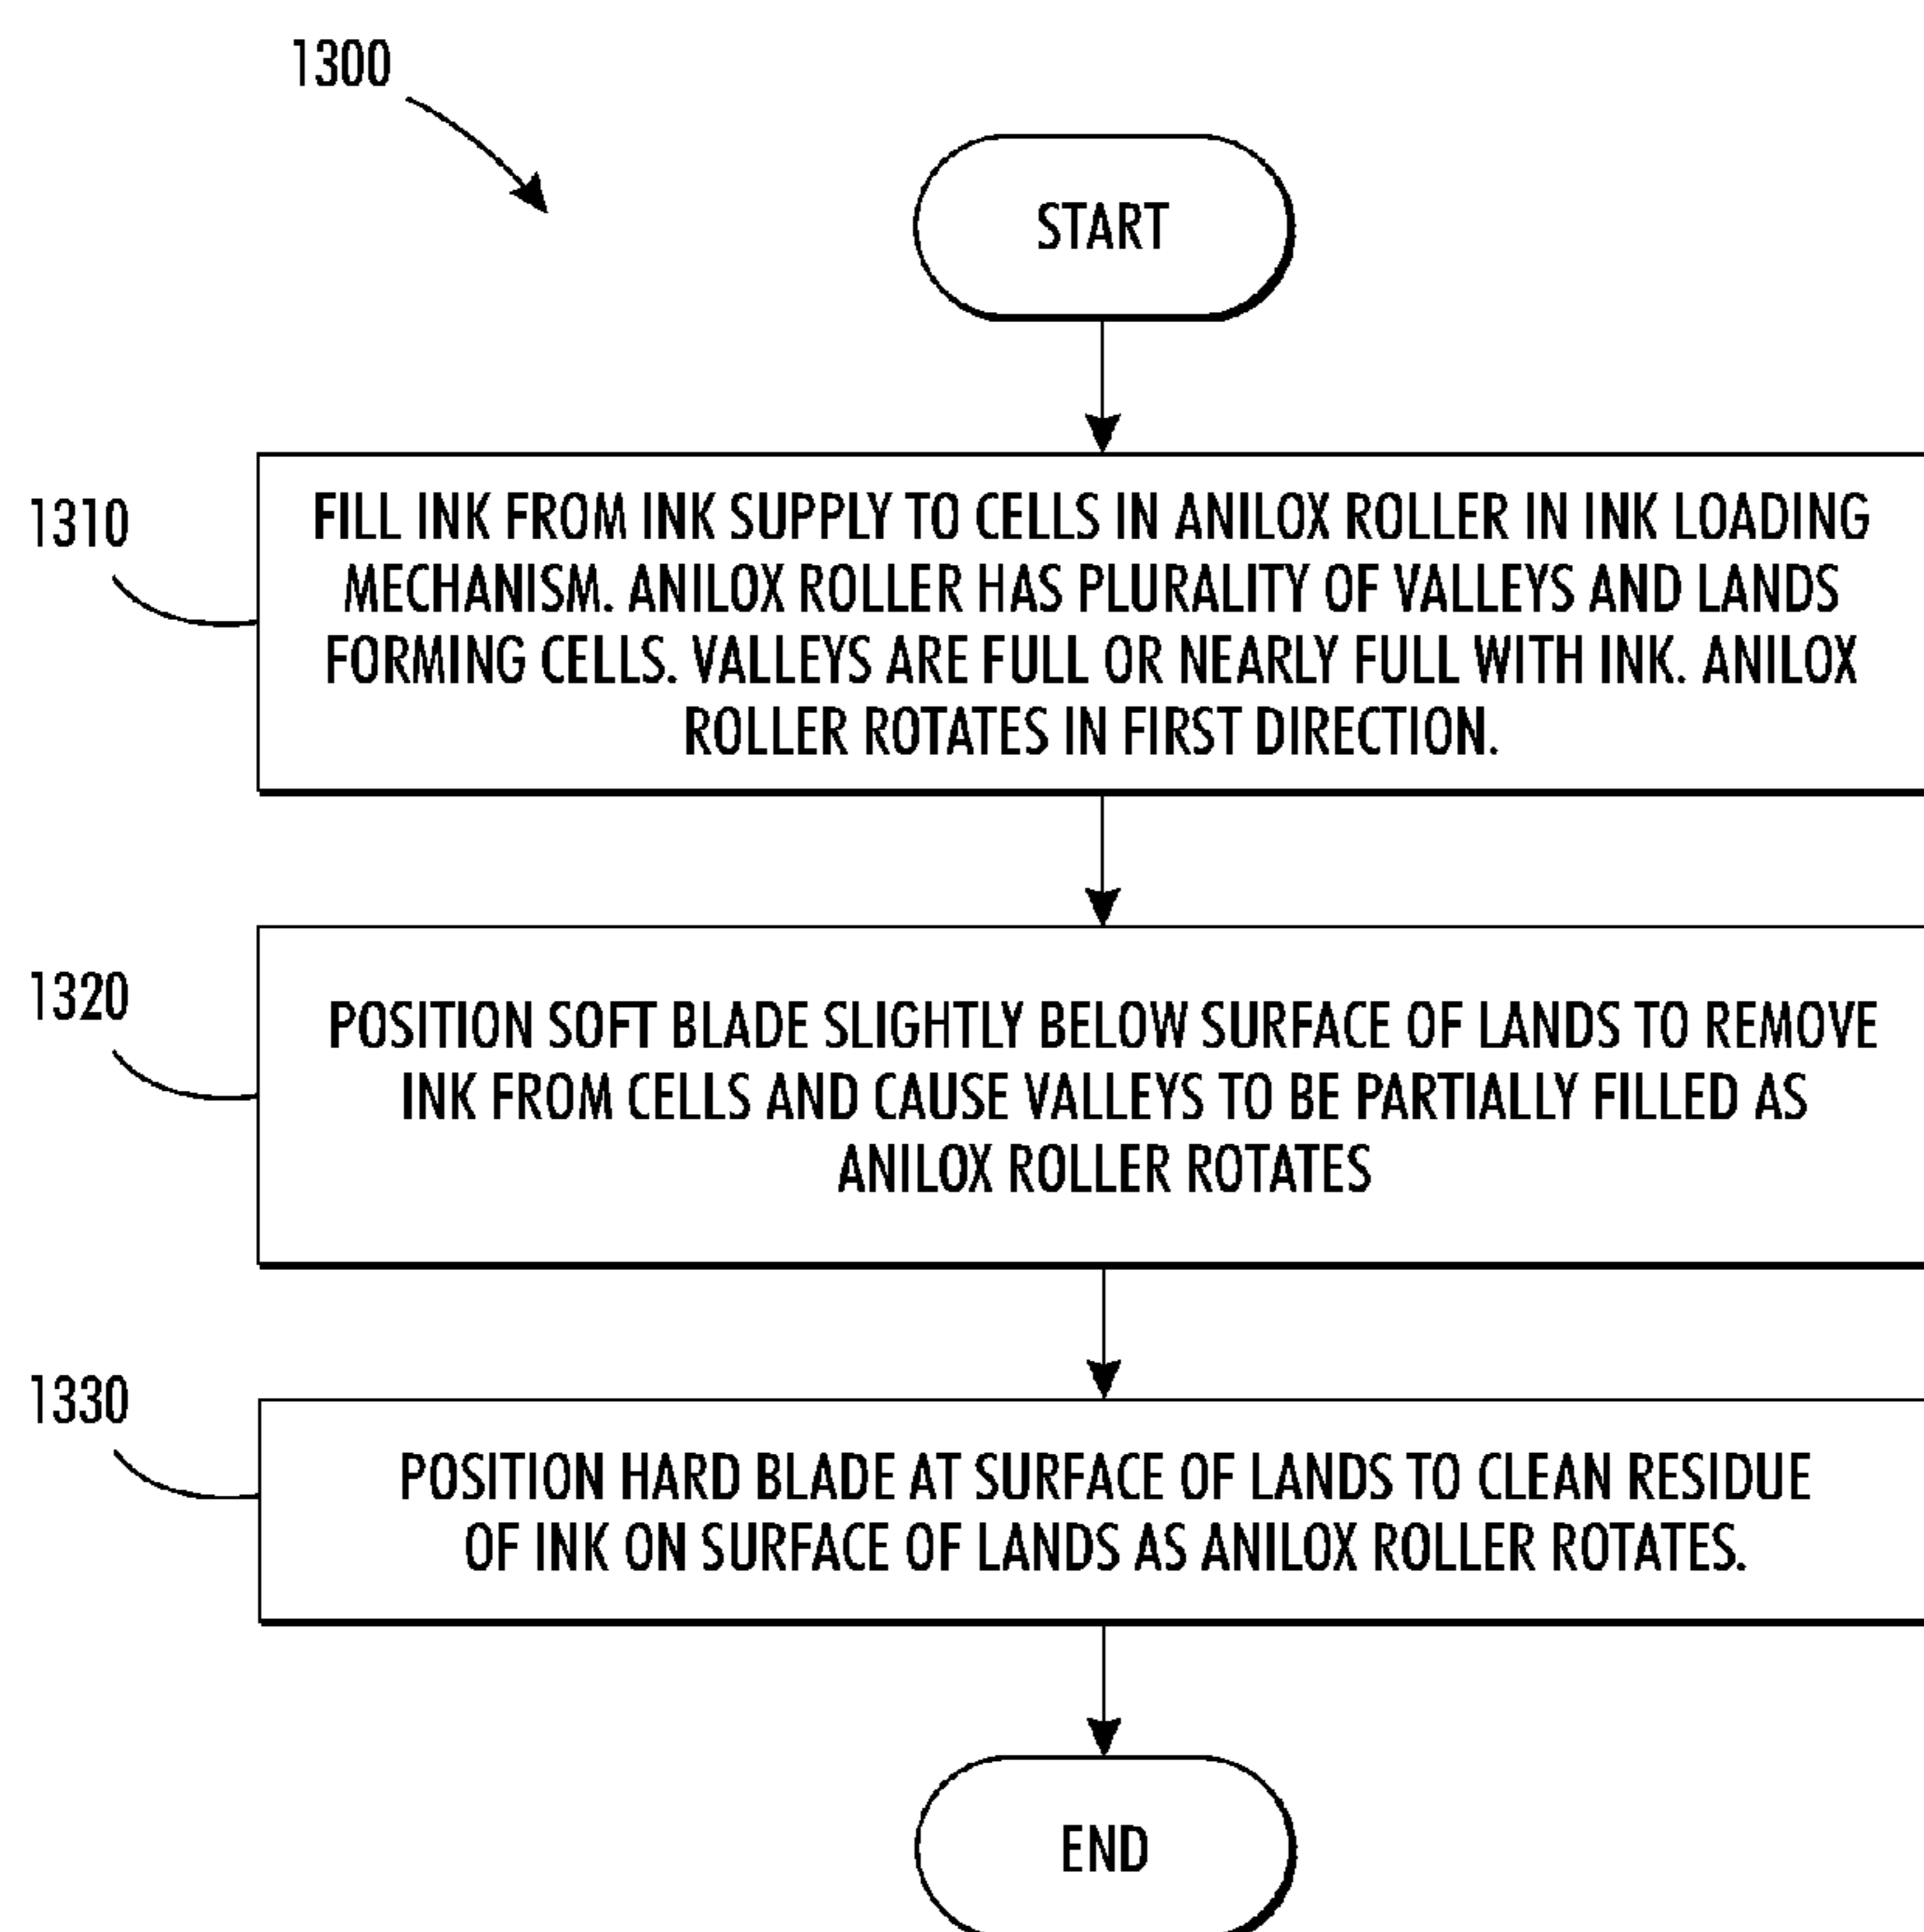 1300
START
1310
FILL INK FROM INK SUPPLY TO CELLS IN ANILOX ROLLER IN INK LOADING
MECHANISM. ANILOX ROLLER HAS PLURALITY OF VALLEYS AND LANDS
FORMING CELLS. VALLEYS ARE FULL OR NEARLY FULL WITH INK. ANILOX
ROLLER ROTATES IN FIRST DIRECTION.
1320
POSITION SOFT BLADE SLIGHTLY BELOW SURFACE OF LANDS TO REMOVE
INK FROM CELLS AND CAUSE VALLEYS TO BE PARTIALLY FILLED AS
ANILOX ROLLER ROTATES
1330
POSITION HARD BLADE AT SURFACE OF LANDS TO CLEAN RESIDUE
OF INK ON SURFACE OF LANDS AS ANILOX ROLLER ROTATES.
END